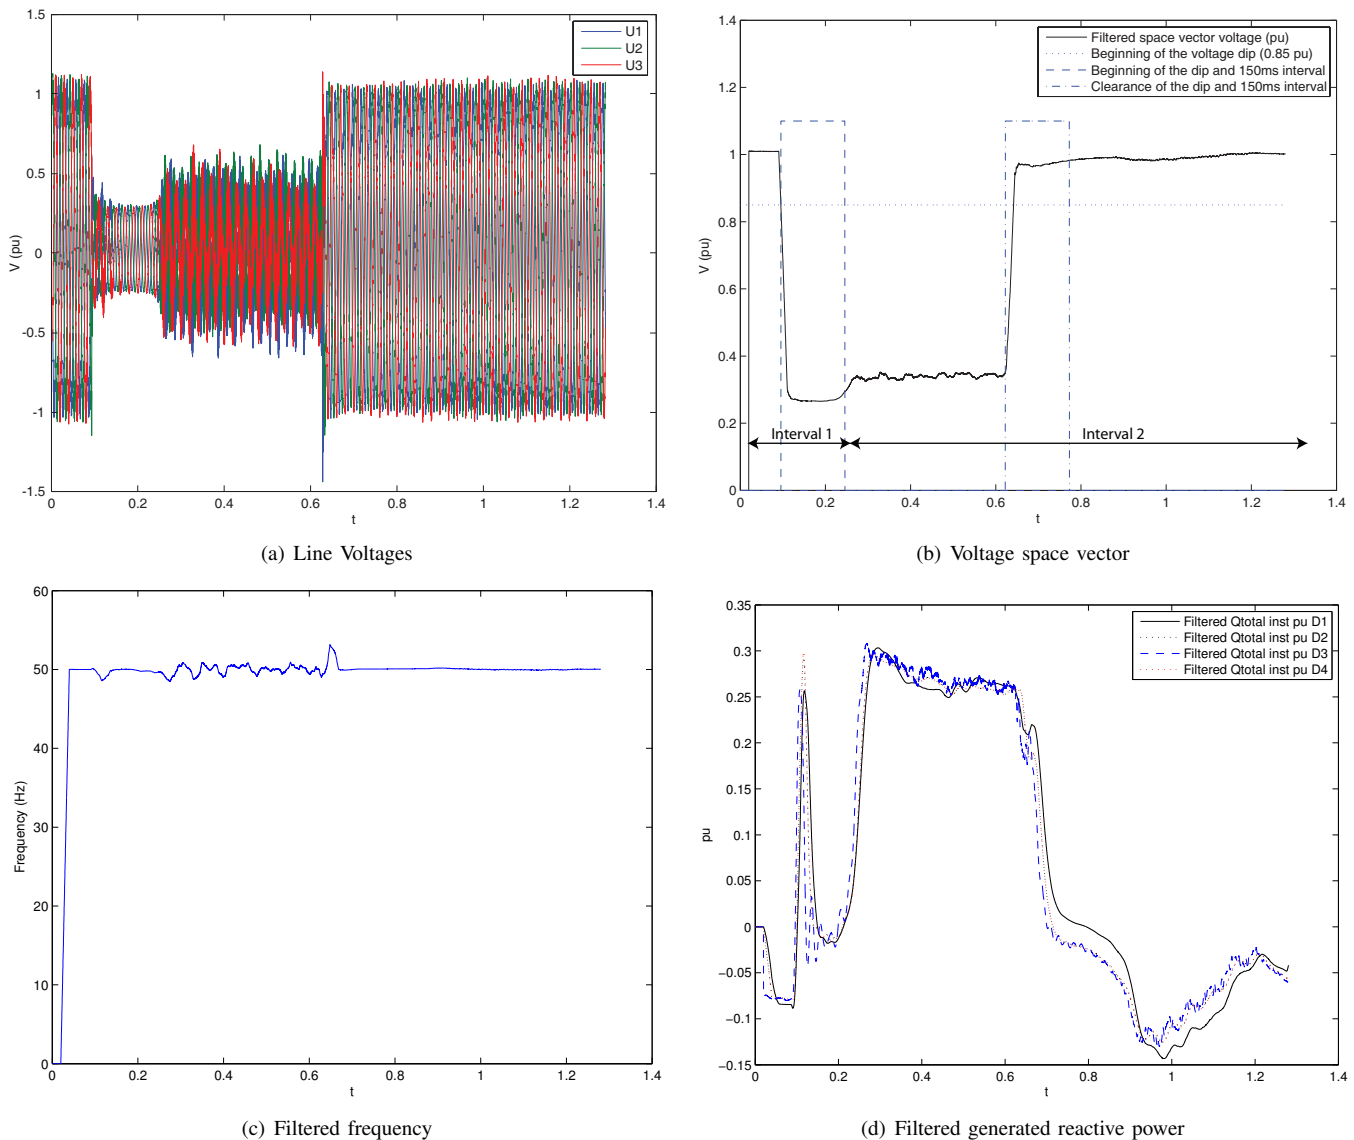 1.5
1
0.5
0
-0.5
-1
-1.5
V (pu)
0 0.2 0.4 0.6 0.8 1 1.2 1.4
t
U1
U2
U3
(a) Line Voltages
1.4
1.2
1
0.8
0.6
0.4
0.2
0
V (pu)
0 0.2 0.4 0.6 0.8 1 1.2 1.4
t
Filtered space vector voltage (pu)
Beginning of the voltage dip (0.85 pu)
Beginning of the dip and 150ms interval
Clearance of the dip and 150ms interval
Interval 1
Interval 2
(b) Voltage space vector
60
50
40
30
20
10
0
Frequency (Hz)
0 0.2 0.4 0.6 0.8 1 1.2 1.4
t
(c) Filtered frequency
0.35
0.3
0.25
0.2
0.15
0.1
0.05
0
−0.05
−0.1
−0.15
pu
0 0.2 0.4 0.6 0.8 1 1.2 1.4
t
Filtered Qtotal inst pu D1
Filtered Qtotal inst pu D2
Filtered Qtotal inst pu D3
Filtered Qtotal inst pu D4
(d) Filtered generated reactive power